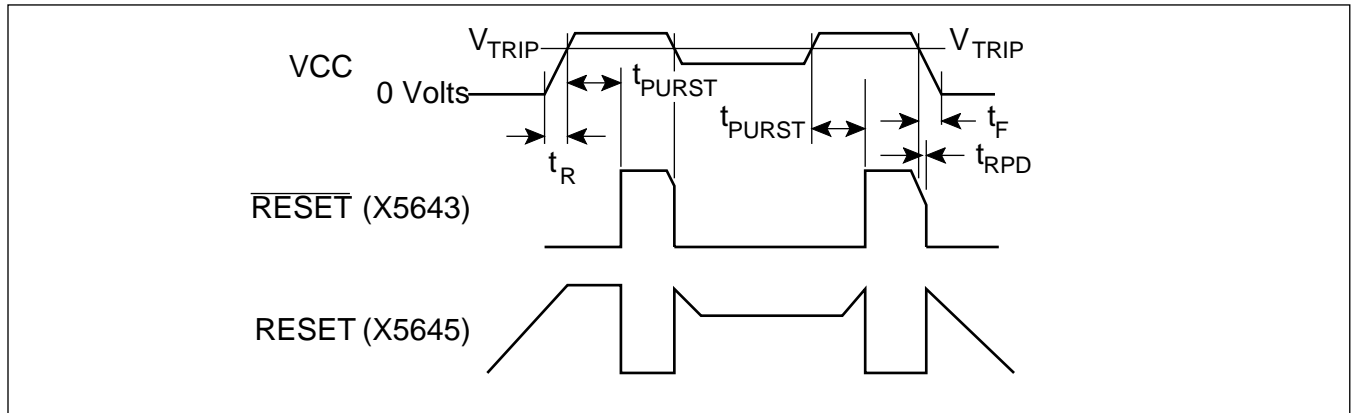 VTRIP VTRIP
VCC
0 Volts
tPURST
tPURST
tF
tR
tRPD
RESET (X5643)
RESET (X5645)